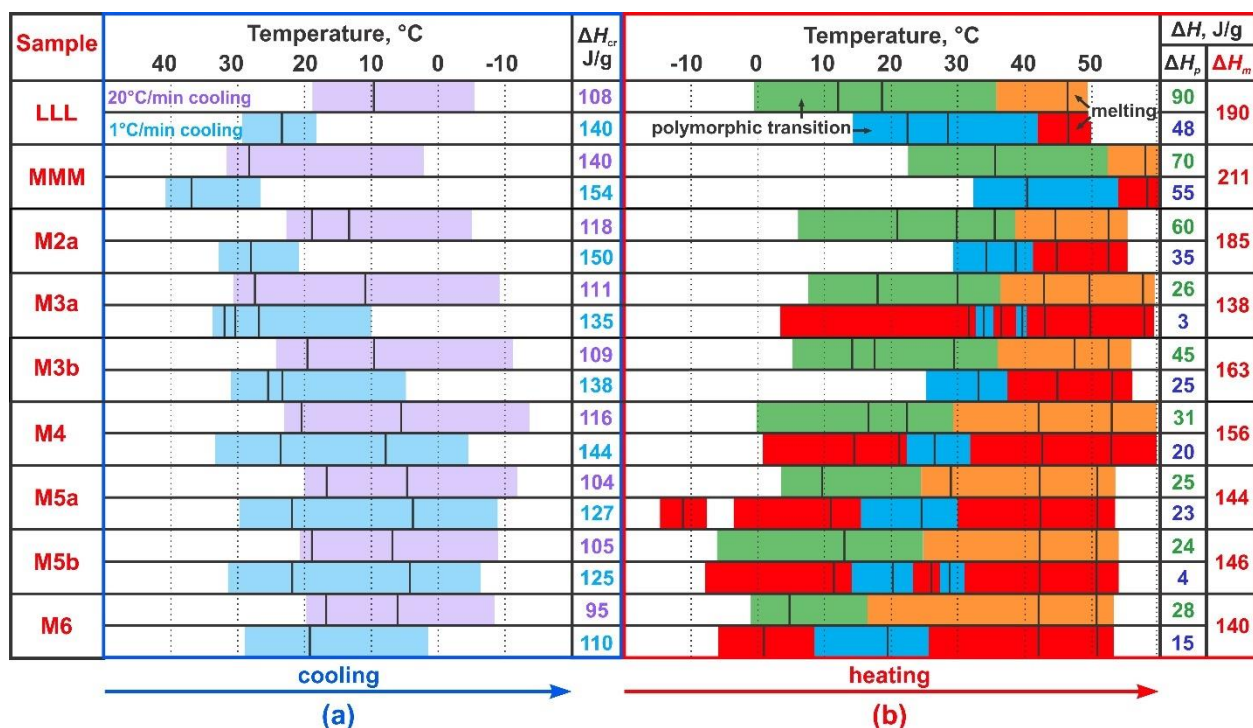 Sample
Temperature, °C
ΔHcr J/g
Temperature, °C
ΔH, J/g
40 30 20 10 0 -10
-10 0 10 20 30 40 50
ΔHp ΔHm
LLL
20°C/min cooling
108
polymorphic transition
melting
90
190
1°C/min cooling
140
48
MMM
140
70
211
154
55
M2a
118
60
185
150
35
M3a
111
26
138
135
3
M3b
109
45
163
138
25
M4
116
31
156
144
20
M5a
104
25
144
127
23
M5b
105
24
146
125
4
M6
95
28
140
110
15
cooling
heating
(a)
(b)